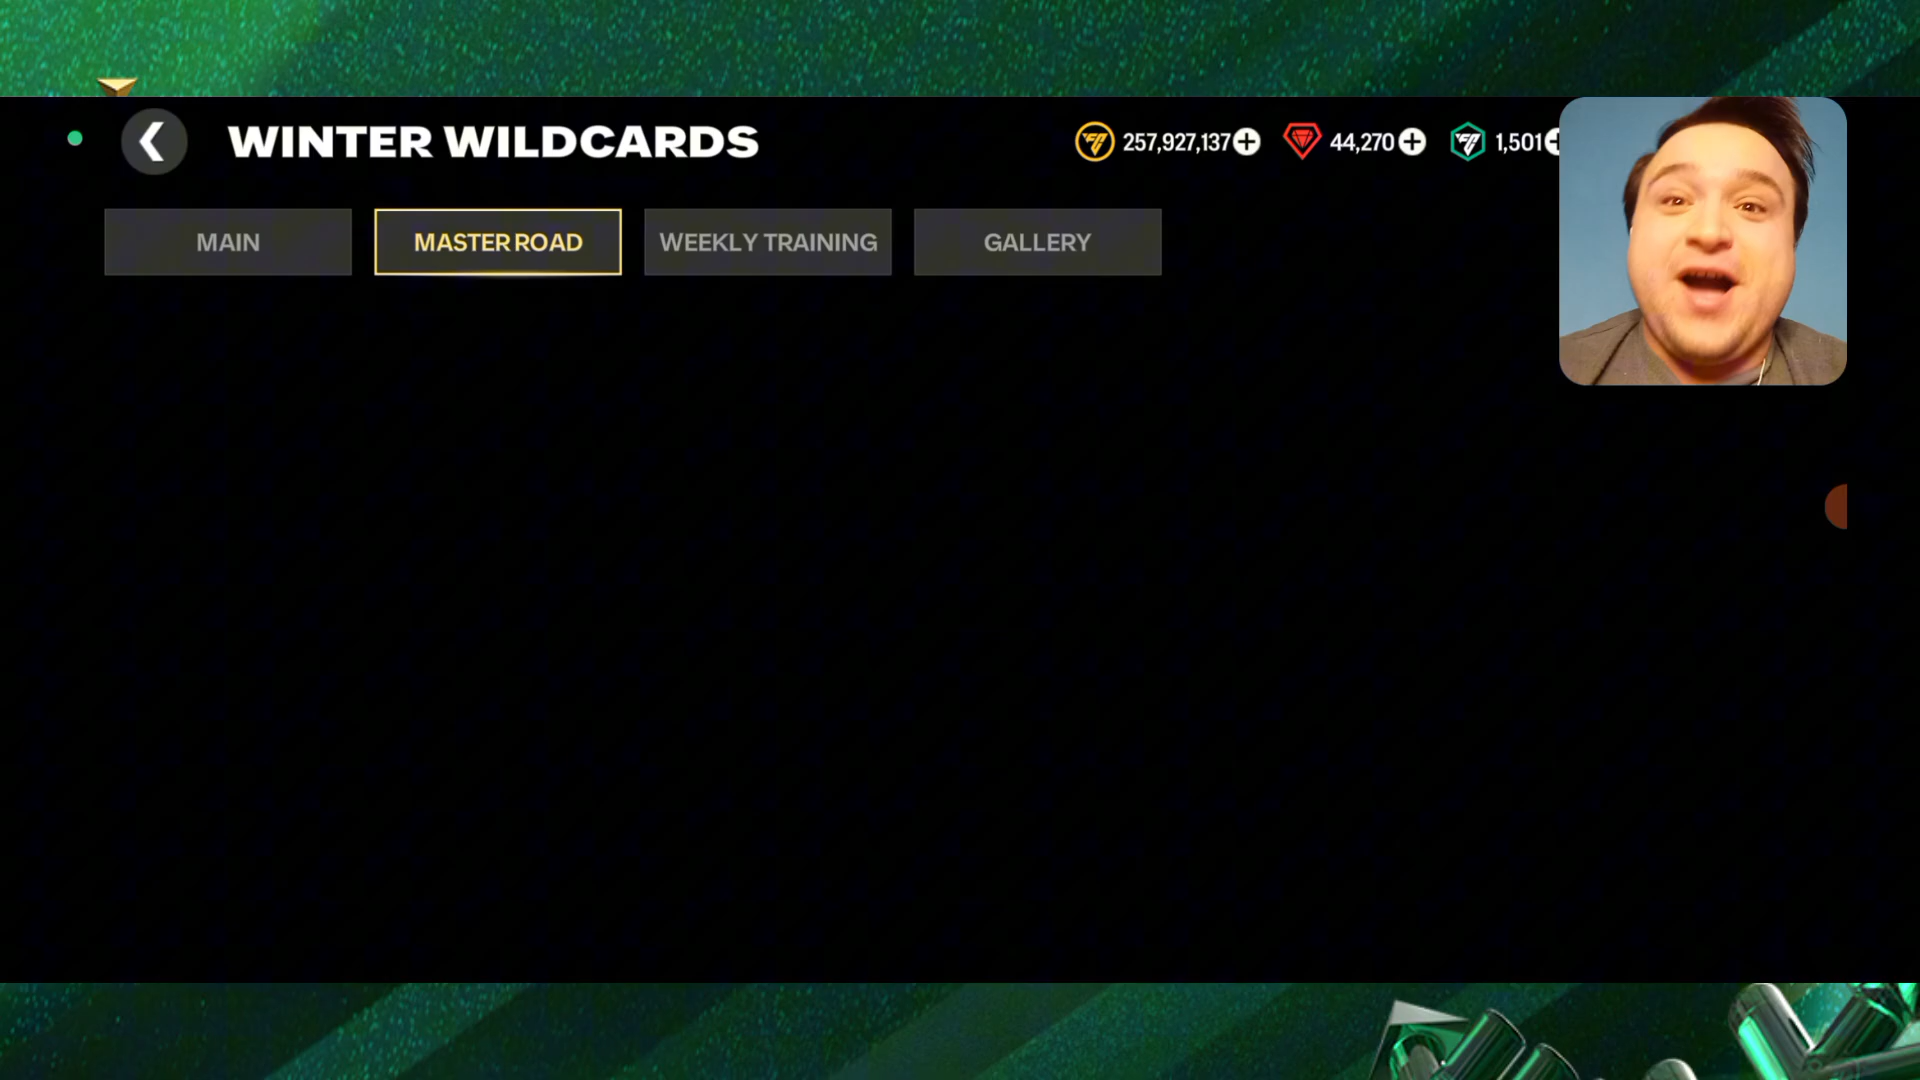 WINTER WILDCARDS
257,927,137
44,270
1,501
MAIN
MASTER ROAD
WEEKLY TRAINING
GALLERY